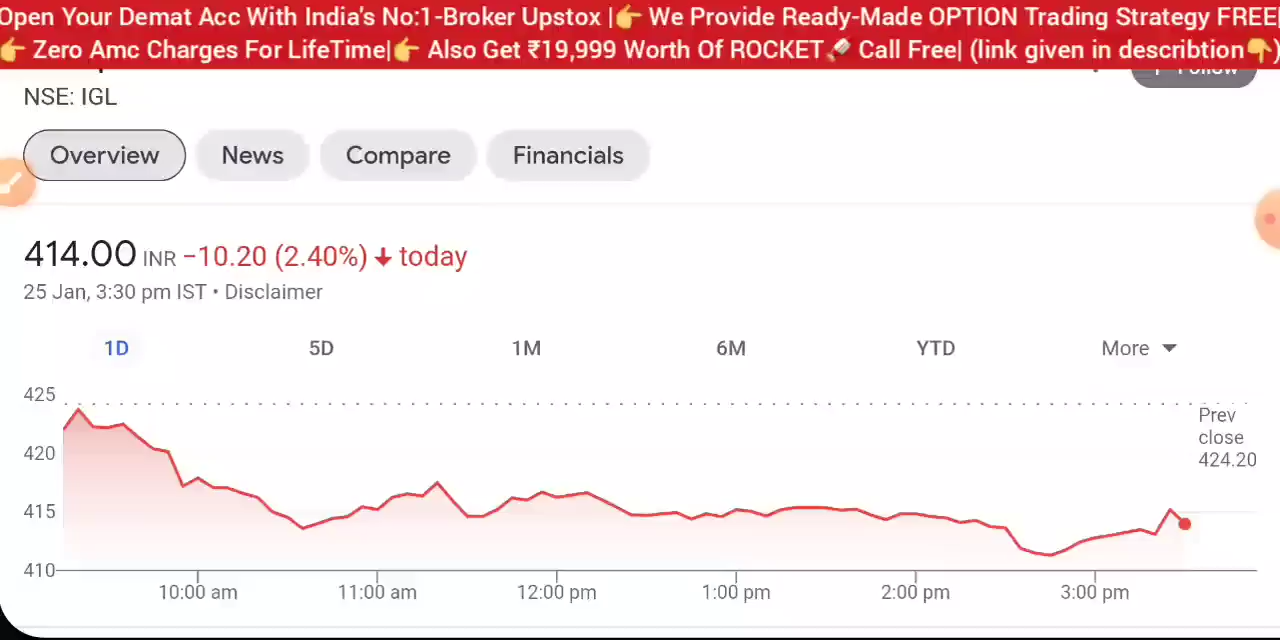 Open Your Demat Acc With India's No:1-Broker Upstox |👉 We Provide Ready-Made OPTION Trading Strategy FREE|
👉 Zero Amc Charges For LifeTime|👉 Also Get ₹19,999 Worth Of ROCKET🚀 Call Free| (link given in describtion👇)
NSE: IGL
Overview News Compare Financials
414.00 INR −10.20 (2.40%) ↓ today
25 Jan, 3:30 pm IST • Disclaimer
1D 5D 1M 6M YTD More
425
Prev
close
424.20
420
415
410
10:00 am 11:00 am 12:00 pm 1:00 pm 2:00 pm 3:00 pm